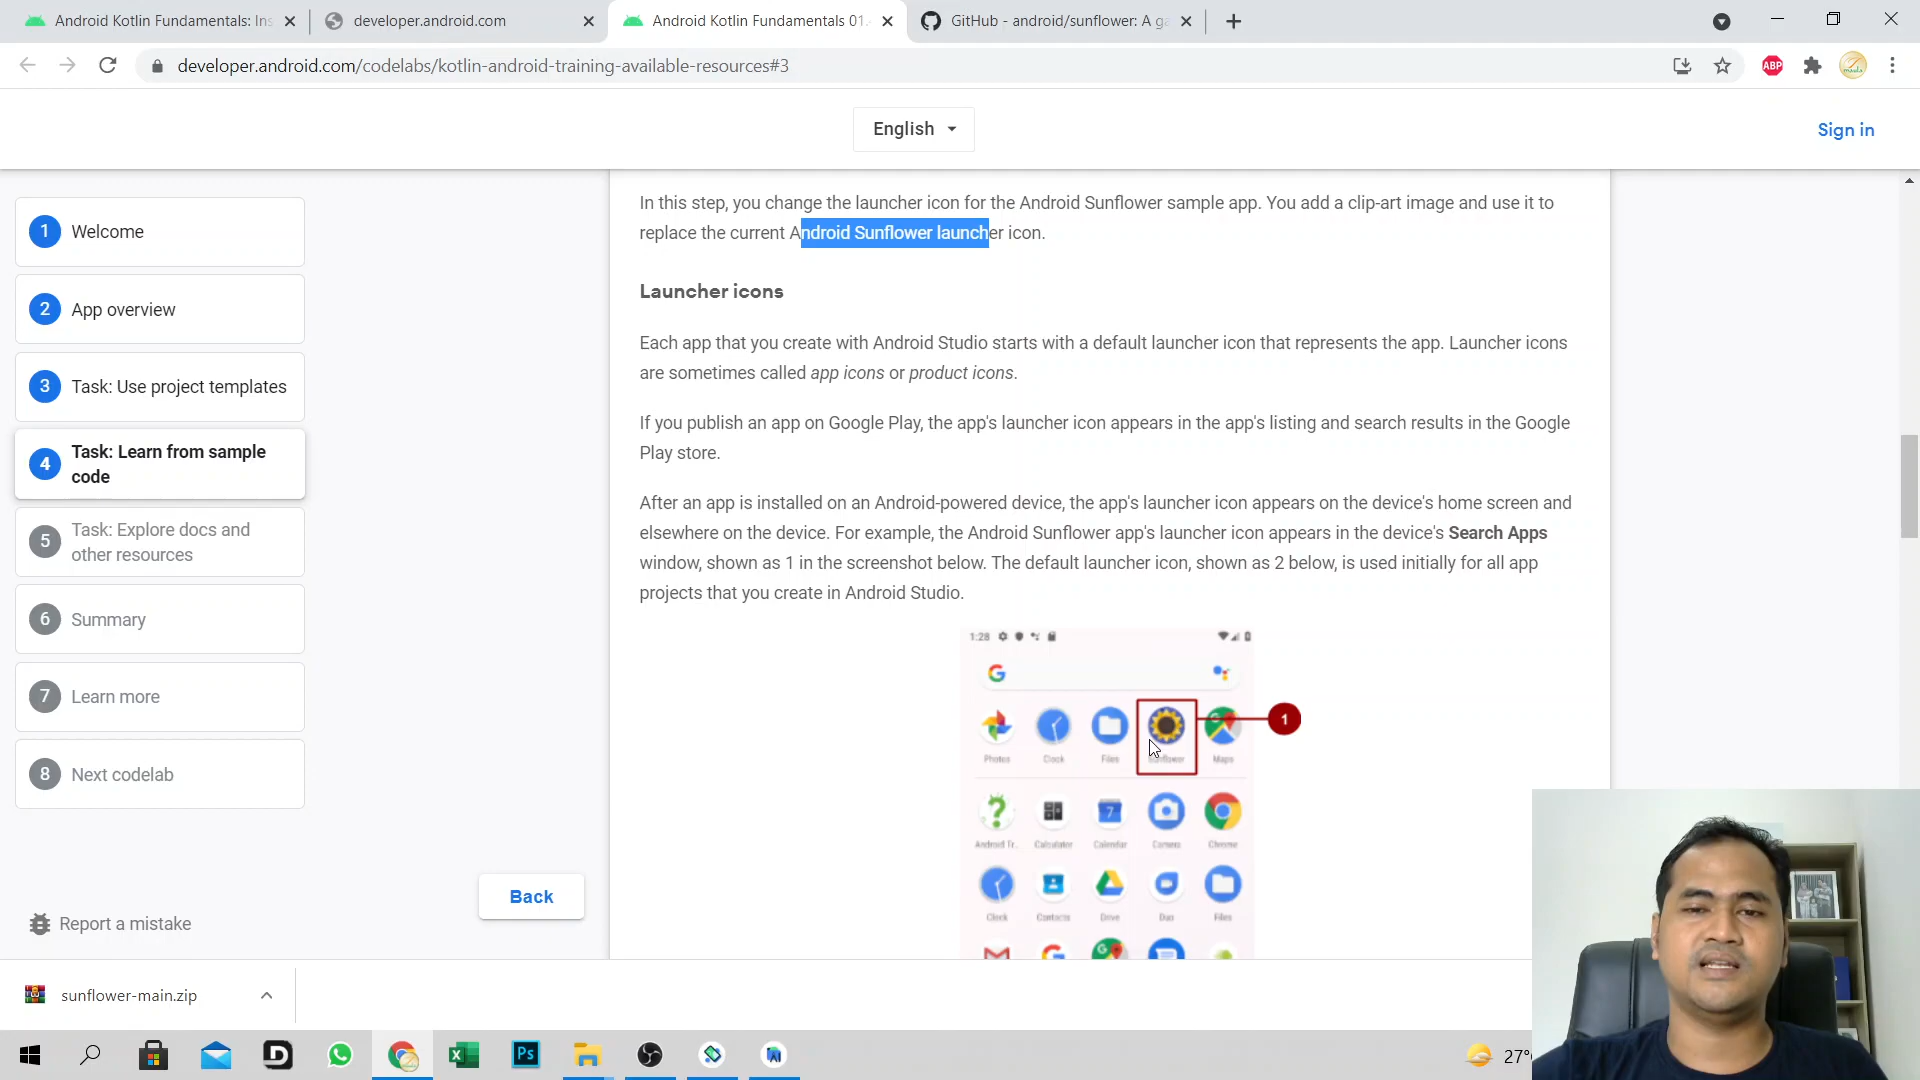 Android Kotlin Fundamentals: Ins
developer.android.com
Android Kotlin Fundamentals 01.
GitHub - android/sunflower: A ga
developer.android.com/codelabs/kotlin-android-training-available-resources#3
ABP
English
Sign in
1 Welcome
2 App overview
3 Task: Use project templates
4 Task: Learn from sample
code
5 Task: Explore docs and
other resources
6 Summary
7 Learn more
8 Next codelab
Back
Report a mistake
In this step, you change the launcher icon for the Android Sunflower sample app. You add a clip-art image and use it to
replace the current Android Sunflower launcher icon.
Launcher icons
Each app that you create with Android Studio starts with a default launcher icon that represents the app. Launcher icons
are sometimes called app icons or product icons.
If you publish an app on Google Play, the app's launcher icon appears in the app's listing and search results in the Google
Play store.
After an app is installed on an Android-powered device, the app's launcher icon appears on the device's home screen and
elsewhere on the device. For example, the Android Sunflower app's launcher icon appears in the device's Search Apps
window, shown as 1 in the screenshot below. The default launcher icon, shown as 2 below, is used initially for all app
projects that you create in Android Studio.
1:28
1
Photos Clock Files Sunflower Maps
7
Android Tr.. Calculator Calendar Camera Chrome
Clock Contacts Drive Duo Files
sunflower-main.zip
Ps
27°